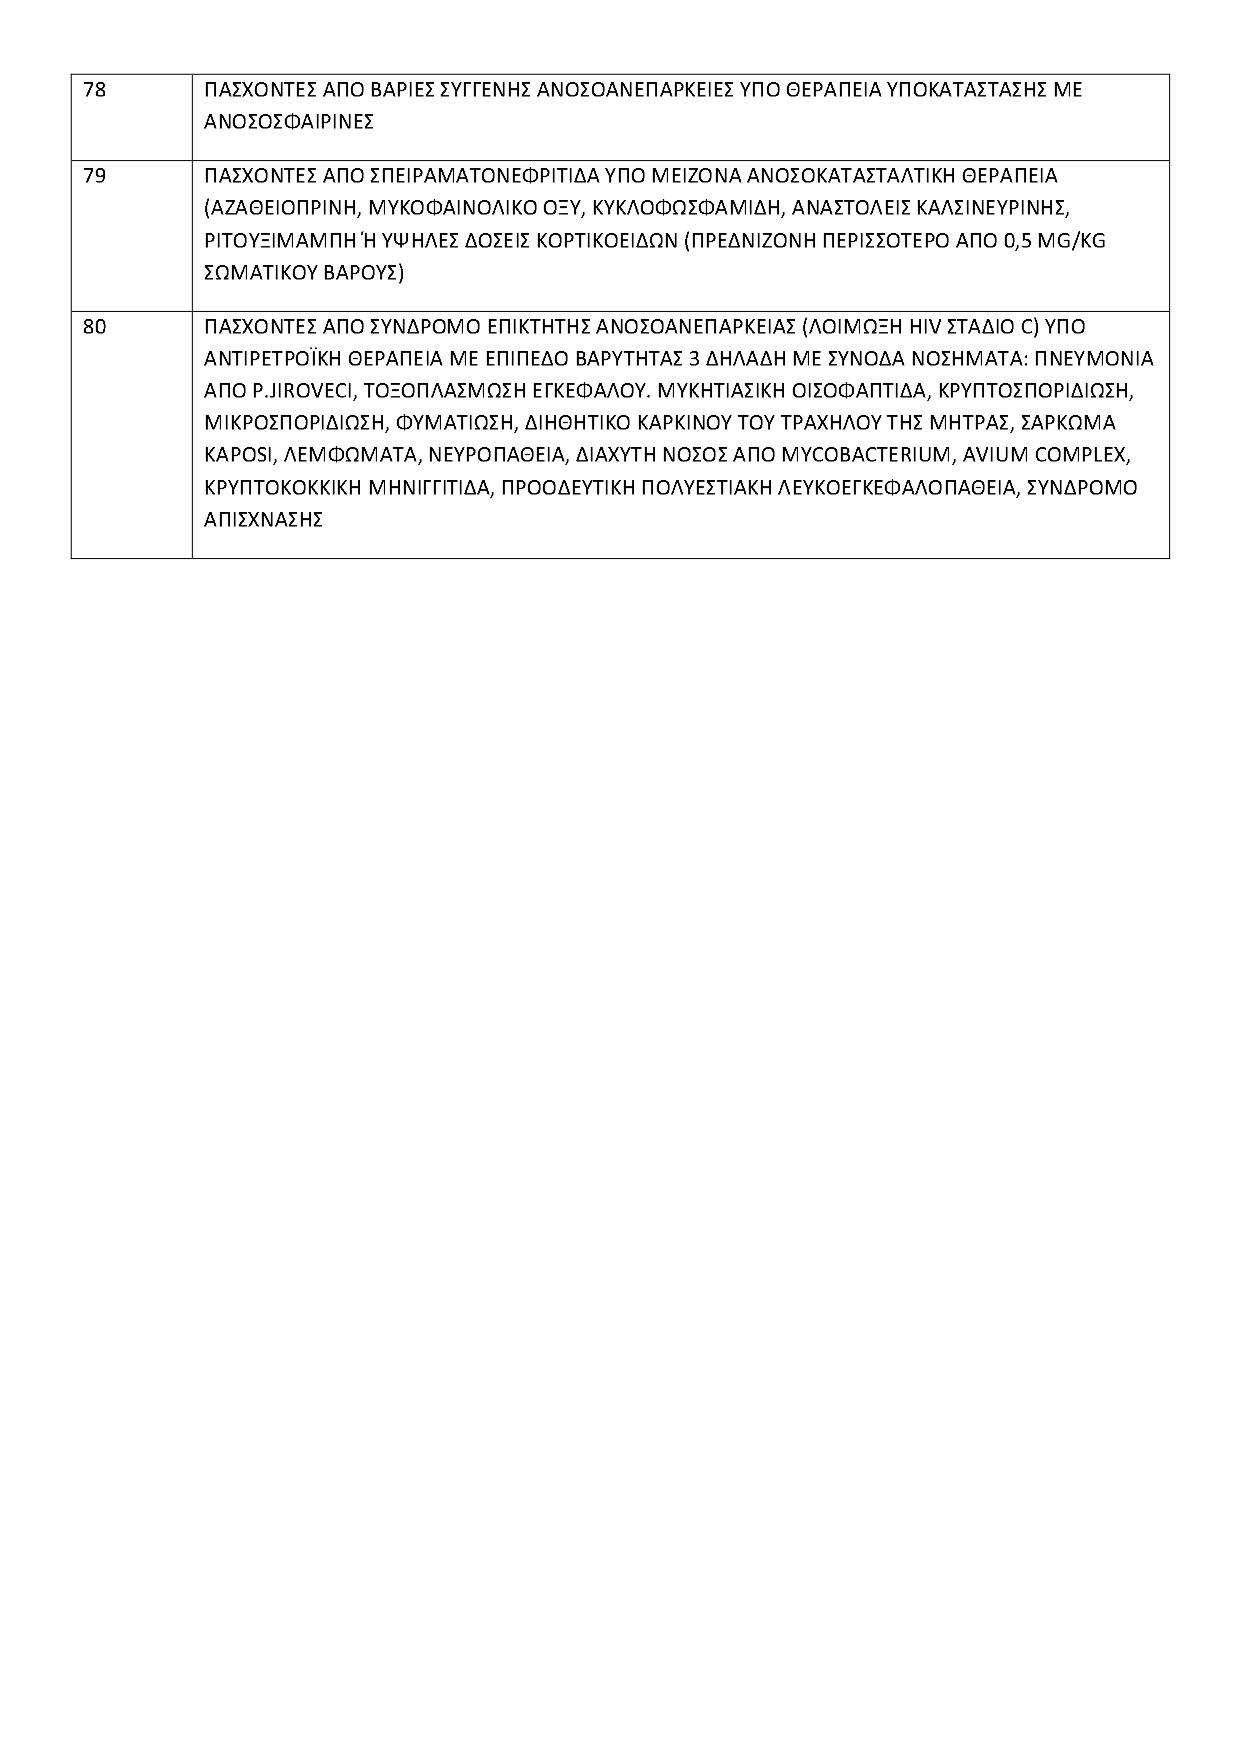 78 ΠΑΣΧΟΝΤΕΣ ΑΠΟ ΒΑΡΙΕΣ ΣΥΓΓΕΝΗΣ ΑΝΟΣΟΑΝΕΠΑΡΚΕΙΕΣ ΥΠΟ ΘΕΡΑΠΕΙΑ ΥΠΟΚΑΤΑΣΤΑΣΗΣ ΜΕ
ΑΝΟΣΟΣΦΑΙΡΙΝΕΣ
79 ΠΑΣΧΟΝΤΕΣ ΑΠΟ ΣΠΕΙΡΑΜΑΤΟΝΕΦΡΙΤΙΔΑ ΥΠΟ ΜΕΙΖΟΝΑ ΑΝΟΣΟΚΑΤΑΣΤΑΛΤΙΚΗ ΘΕΡΑΠΕΙΑ
(ΑΖΑΘΕΙΟΠΡΙΝΗ, ΜΥΚΟΦΑΙΝΟΛΙΚΟ ΟΞΥ, ΚΥΚΛΟΦΩΣΦΑΜΙΔΗ, ΑΝΑΣΤΟΛΕΙΣ ΚΑΛΣΙΝΕΥΡΙΝΗΣ,
ΡΙΤΟΥΞΙΜΑΜΠΗ Ή ΥΨΗΛΕΣ ΔΟΣΕΙΣ ΚΟΡΤΙΚΟΕΙΔΩΝ (ΠΡΕΔΝΙΖΟΝΗ ΠΕΡΙΣΣΟΤΕΡΟ ΑΠΟ 0,5 MG/KG
ΣΩΜΑΤΙΚΟΥ ΒΑΡΟΥΣ)
80 ΠΑΣΧΟΝΤΕΣ ΑΠΟ ΣΥΝΔΡΟΜΟ ΕΠΙΚΤΗΤΗΣ ΑΝΟΣΟΑΝΕΠΑΡΚΕΙΑΣ (ΛΟΙΜΩΞΗ HIV ΣΤΑΔΙΟ C) ΥΠΟ
ΑΝΤΙΡΕΤΡΟΪΚΗ ΘΕΡΑΠΕΙΑ ΜΕ ΕΠΙΠΕΔΟ ΒΑΡΥΤΗΤΑΣ 3 ΔΗΛΑΔΗ ΜΕ ΣΥΝΟΔΑ ΝΟΣΗΜΑΤΑ: ΠΝΕΥΜΟΝΙΑ
ΑΠΟ P.JIROVECI, ΤΟΞΟΠΛΑΣΜΩΣΗ ΕΓΚΕΦΑΛΟΥ. ΜΥΚΗΤΙΑΣΙΚΗ ΟΙΣΟΦΑΠΤΙΔΑ, ΚΡΥΠΤΟΣΠΟΡΙΔΙΩΣΗ,
ΜΙΚΡΟΣΠΟΡΙΔΙΩΣΗ, ΦΥΜΑΤΙΩΣΗ, ΔΙΗΘΗΤΙΚΟ ΚΑΡΚΙΝΟΥ ΤΟΥ ΤΡΑΧΗΛΟΥ ΤΗΣ ΜΗΤΡΑΣ, ΣΑΡΚΩΜΑ
KAPOSI, ΛΕΜΦΩΜΑΤΑ, ΝΕΥΡΟΠΑΘΕΙΑ, ΔΙΑΧΥΤΗ ΝΟΣΟΣ ΑΠΟ MYCOBACTERIUM, AVIUM COMPLEX,
ΚΡΥΠΤΟΚΟΚΚΙΚΗ ΜΗΝΙΓΓΙΤΙΔΑ, ΠΡΟΟΔΕΥΤΙΚΗ ΠΟΛΥΕΣΤΙΑΚΗ ΛΕΥΚΟΕΓΚΕΦΑΛΟΠΑΘΕΙΑ, ΣΥΝΔΡΟΜΟ
ΑΠΙΣΧΝΑΣΗΣ